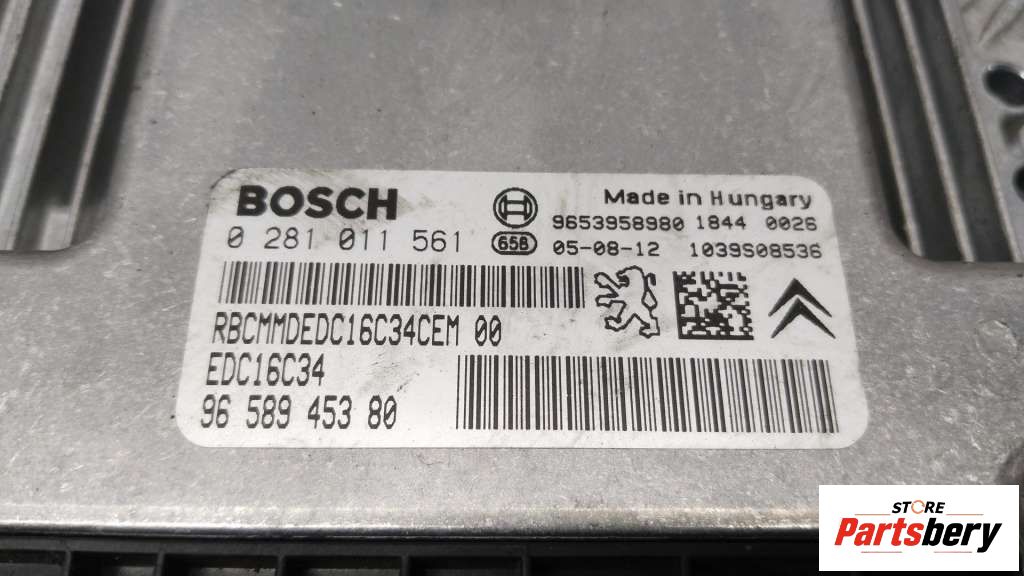 BOSCH
Made in Hungary
9653958980 1844 0026
0 281 011 561
658
05-08-12 1039S08536
RBCMMDEDC16C34CEM 00
EDC16C34
96 589 453 80
STORE
Partsbery